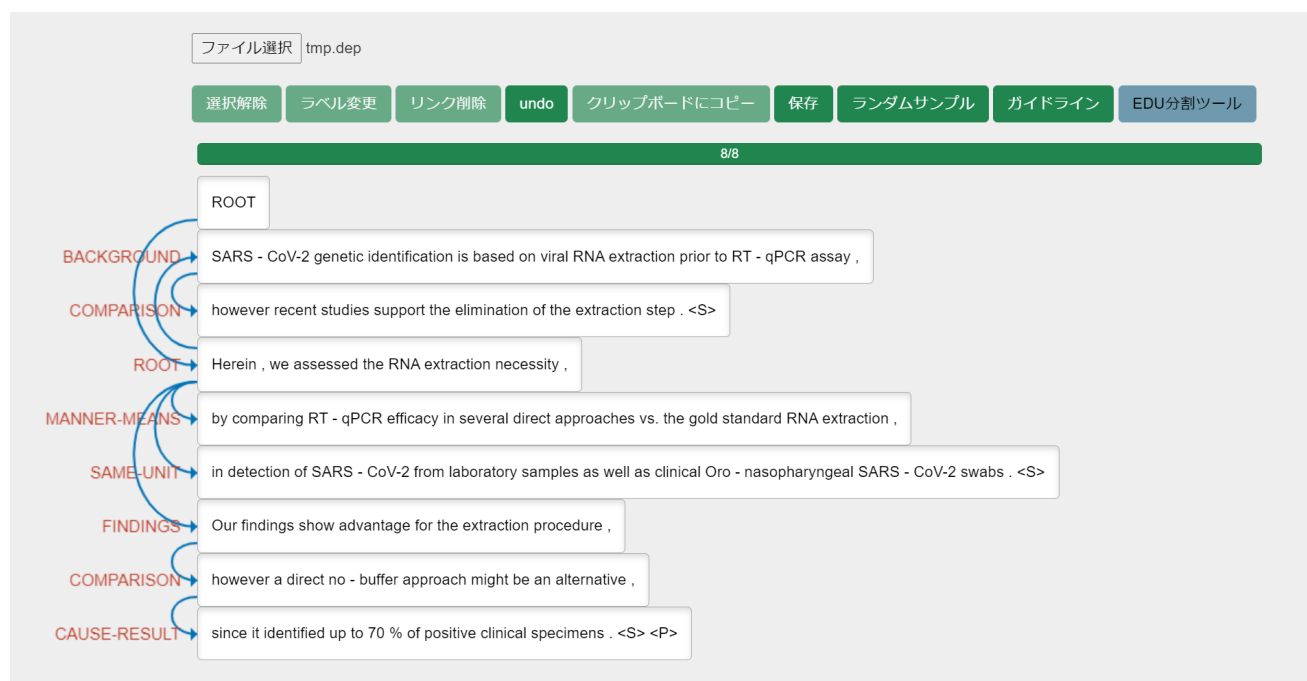 ファイル選択 tmp.dep
選択解除 ラベル変更 リンク削除 undo クリップボードにコピー 保存 ランダムサンプル ガイドライン EDU分割ツール
8/8
ROOT
BACKGROUND SARS - CoV-2 genetic identification is based on viral RNA extraction prior to RT - qPCR assay ,
COMPARISON however recent studies support the elimination of the extraction step . <S>
ROOT Herein , we assessed the RNA extraction necessity ,
MANNER-MEANS by comparing RT - qPCR efficacy in several direct approaches vs. the gold standard RNA extraction ,
SAME-UNIT in detection of SARS - CoV-2 from laboratory samples as well as clinical Oro - nasopharyngeal SARS - CoV-2 swabs . <S>
FINDINGS Our findings show advantage for the extraction procedure ,
COMPARISON however a direct no - buffer approach might be an alternative ,
CAUSE-RESULT since it identified up to 70 % of positive clinical specimens . <S> <P>